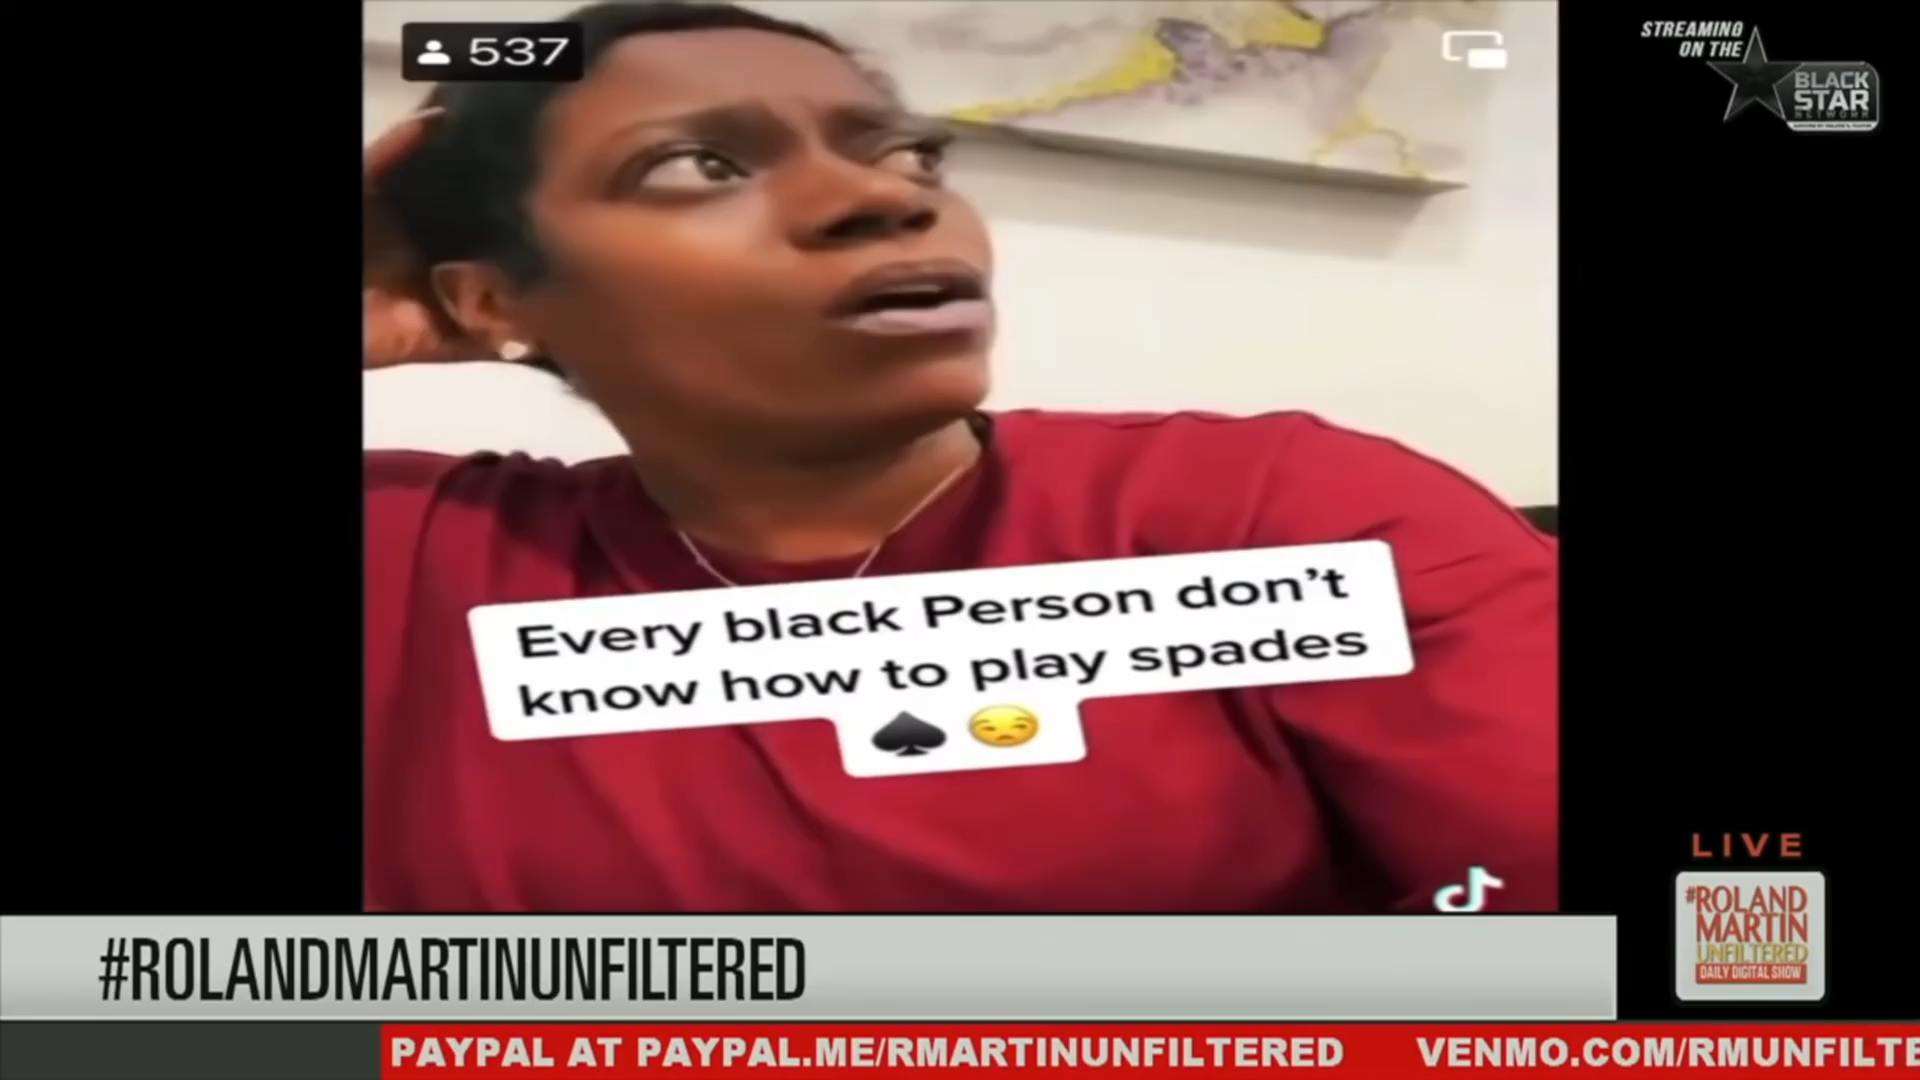 537
STREAMING
ON THE
BLACK
STAR
NETWORK
Every black Person don't
know how to play spades
♠️ 😒
LIVE
#ROLAND
MARTIN
UNFILTERED
DAILY DIGITAL SHOW
#ROLANDMARTINUNFILTERED
PAYPAL AT PAYPAL.ME/RMARTINUNFILTERED VENMO.COM/RMUNFILTE